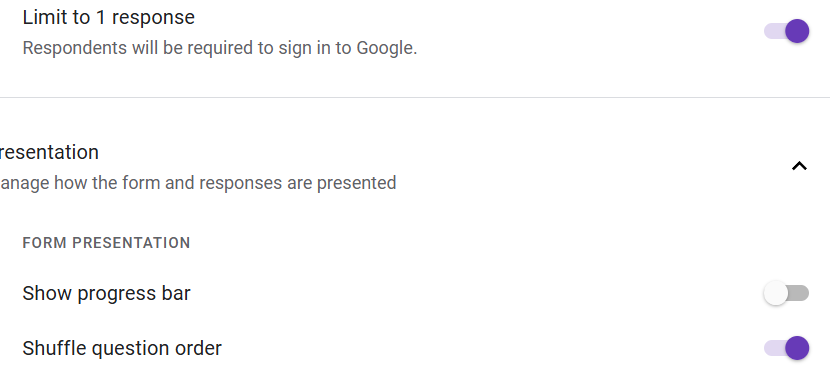 Limit to 1 response
Respondents will be required to sign in to Google.
resentation
anage how the form and responses are presented
FORM PRESENTATION
Show progress bar
Shuffle question order